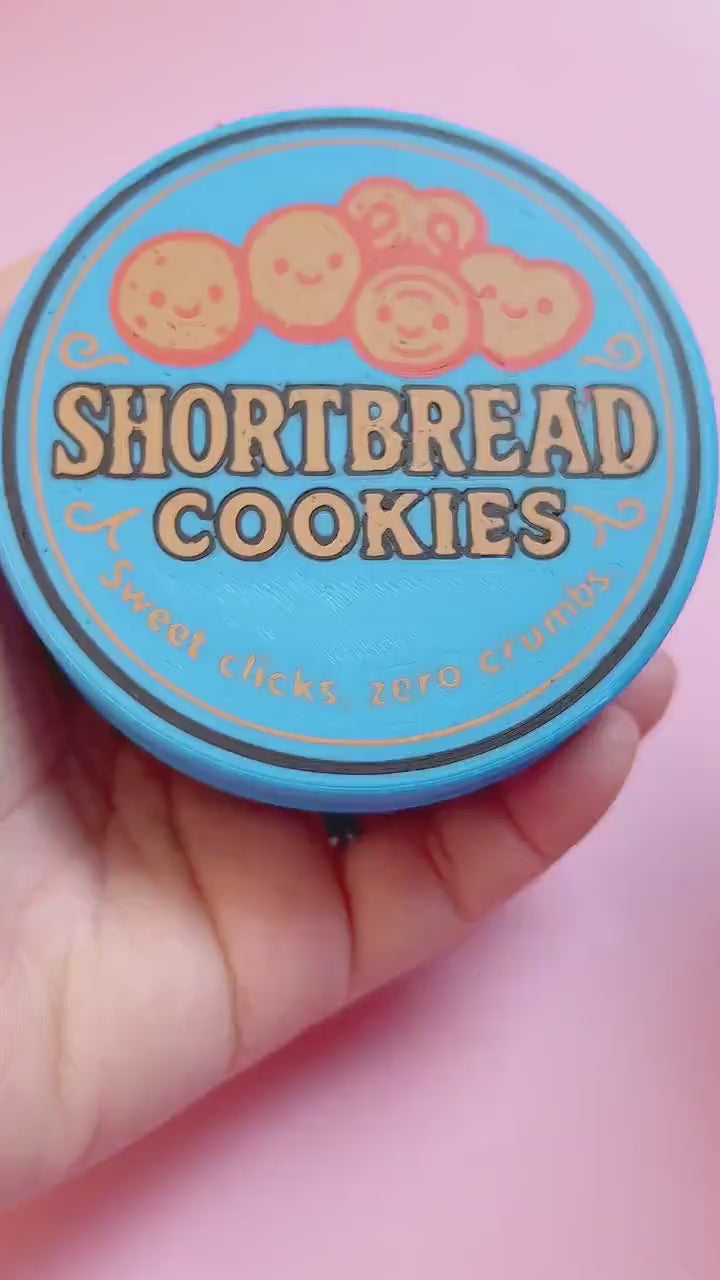 SHORTBREAD
COOKIES
Sweet clicks, zero crumbs.